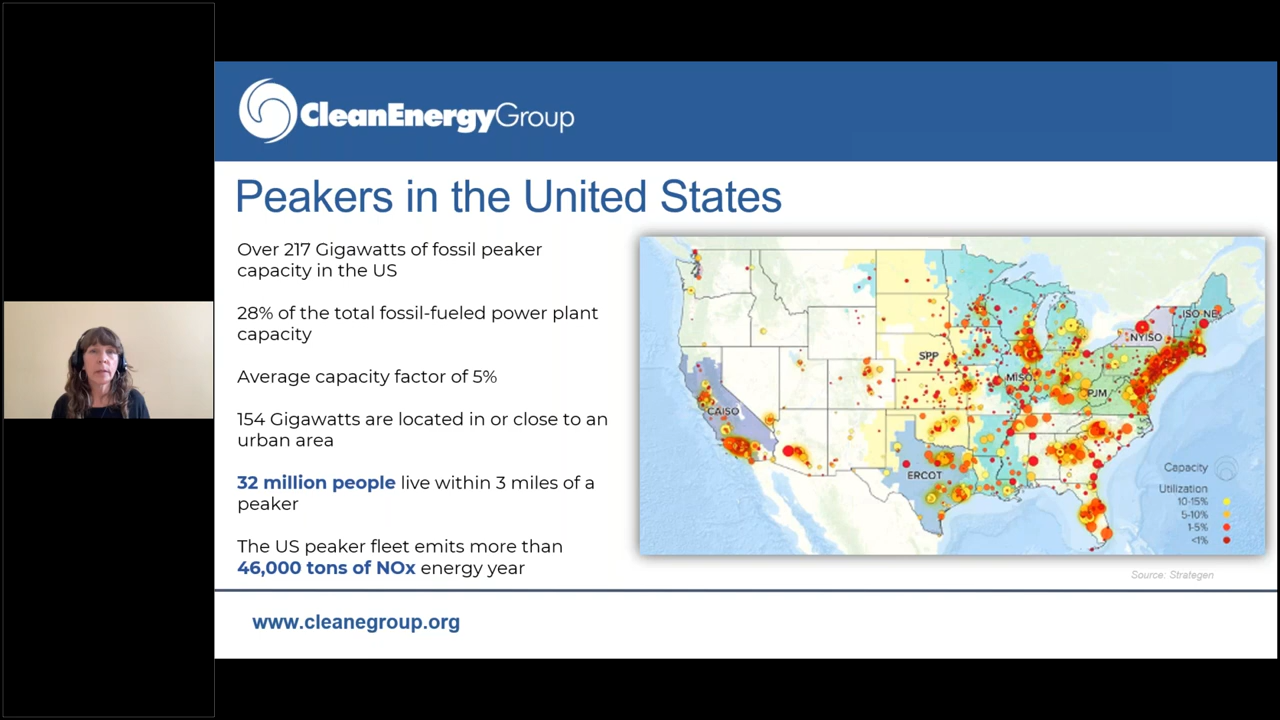 CleanEnergyGroup
Peakers in the United States
Over 217 Gigawatts of fossil peaker
capacity in the US
28% of the total fossil-fueled power plant
capacity
Average capacity factor of 5%
154 Gigawatts are located in or close to an
urban area
32 million people live within 3 miles of a
peaker
The US peaker fleet emits more than
46,000 tons of NOx energy year
ISO-NE
NYISO
SPP
MISO
PJM
CAISO
ERCOT
Capacity
Utilization
10-15%
5-10%
1-5%
<1%
Source: Strategen
www.cleanegroup.org